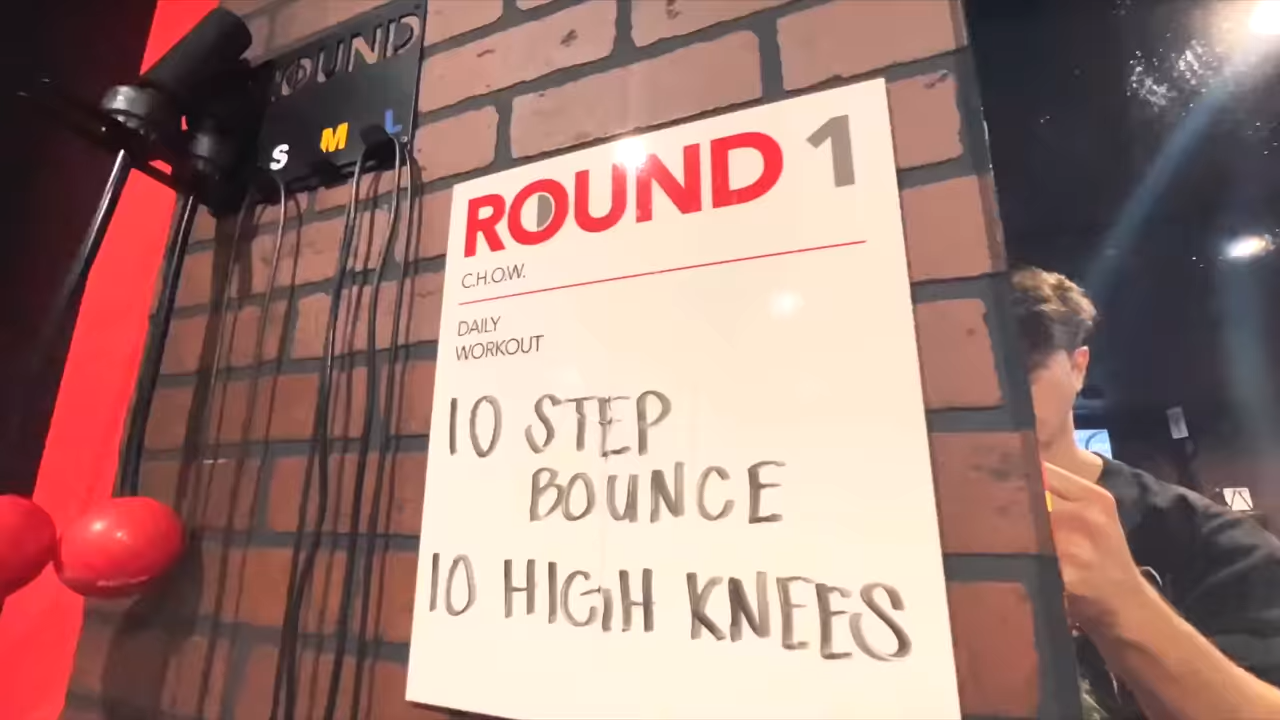 ROUND
S M L
ROUND 1
C.H.O.W.
DAILY
WORKOUT
10 STEP
BOUNCE
10 HIGH KNEES